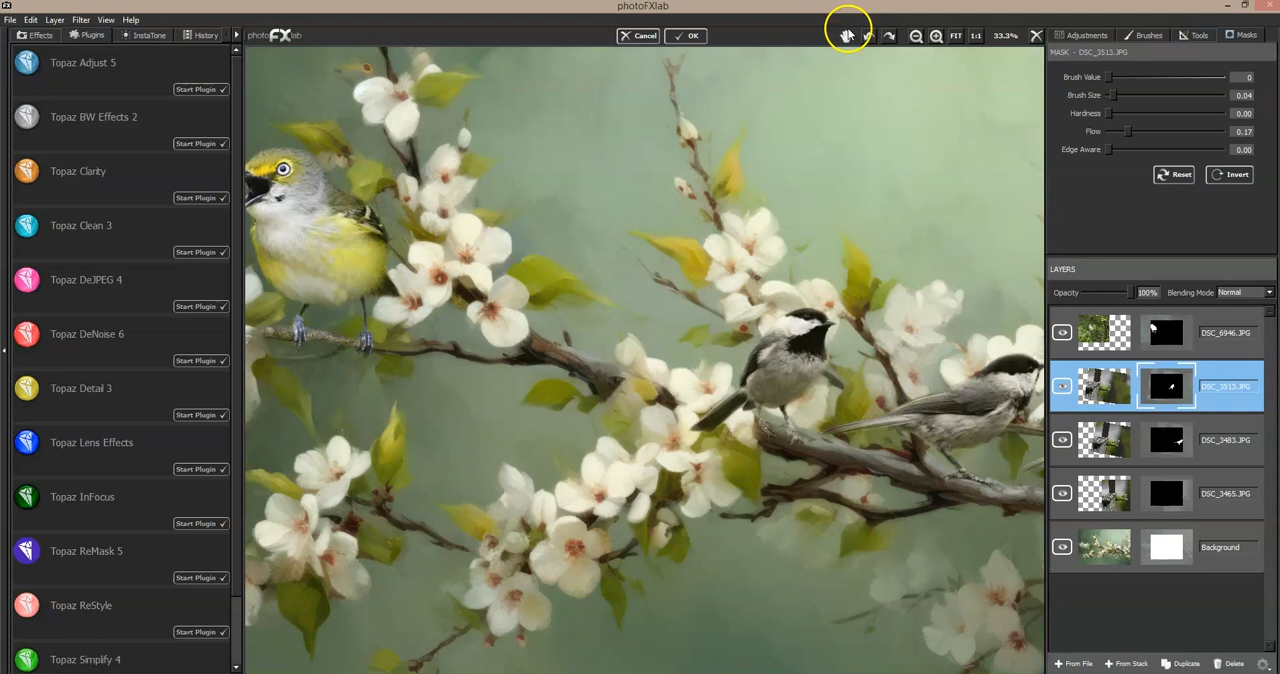 photoFXlab
File Edit Layer Filter View Help
Effects Plugins InstaTone History
photoFXlab
Cancel OK
FIT 1:1 33.3%
Adjustments Brushes Tools Masks
MASK - DSC_3513.JPG
Brush Value 0
Brush Size 0.04
Hardness 0.00
Flow 0.17
Edge Aware 0.00
Reset Invert
Topaz Adjust 5
Start Plugin
Topaz BW Effects 2
Start Plugin
Topaz Clarity
Start Plugin
Topaz Clean 3
Start Plugin
Topaz DeJPEG 4
Start Plugin
Topaz DeNoise 6
Start Plugin
Topaz Detail 3
Start Plugin
Topaz Lens Effects
Start Plugin
Topaz InFocus
Start Plugin
Topaz ReMask 5
Start Plugin
Topaz ReStyle
Start Plugin
Topaz Simplify 4
LAYERS
Opacity 100% Blending Mode Normal
DSC_6946.JPG
DSC_3513.JPG
DSC_3483.JPG
DSC_3465.JPG
Background
From File From Stack Duplicate Delete